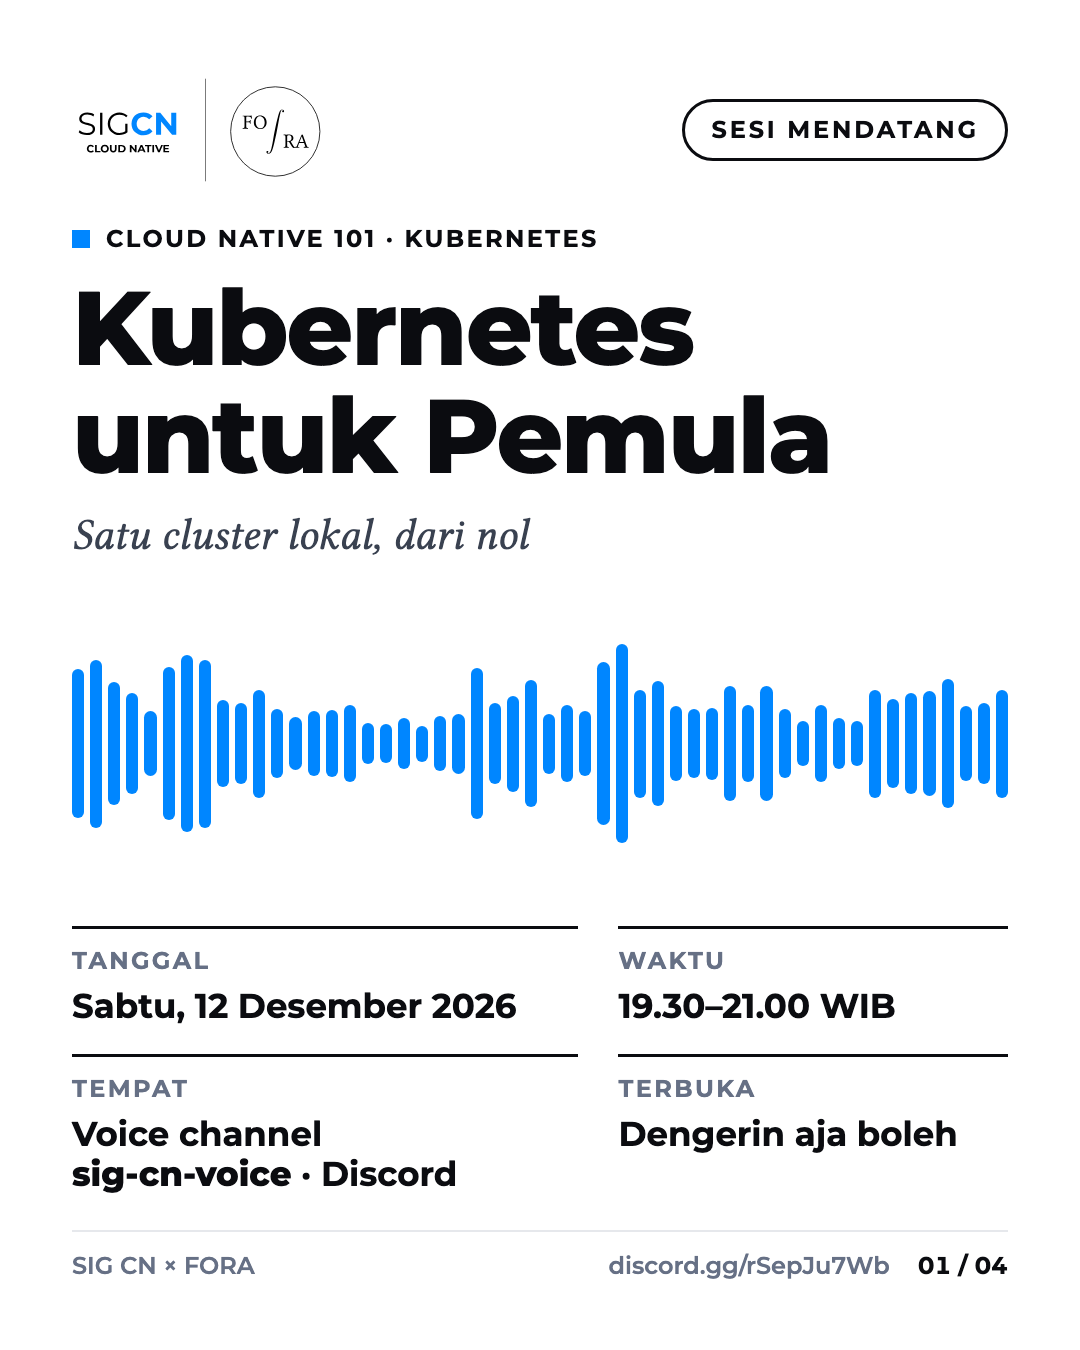 SIGCN
CLOUD NATIVE
FO
RA
SESI MENDATANG
CLOUD NATIVE 101 · KUBERNETES
Kubernetes
untuk Pemula
Satu cluster lokal, dari nol
TANGGAL
Sabtu, 12 Desember 2026
WAKTU
19.30–21.00 WIB
TEMPAT
Voice channel
sig-cn-voice · Discord
TERBUKA
Dengerin aja boleh
SIG CN × FORA
discord.gg/rSepJu7Wb
01 / 04